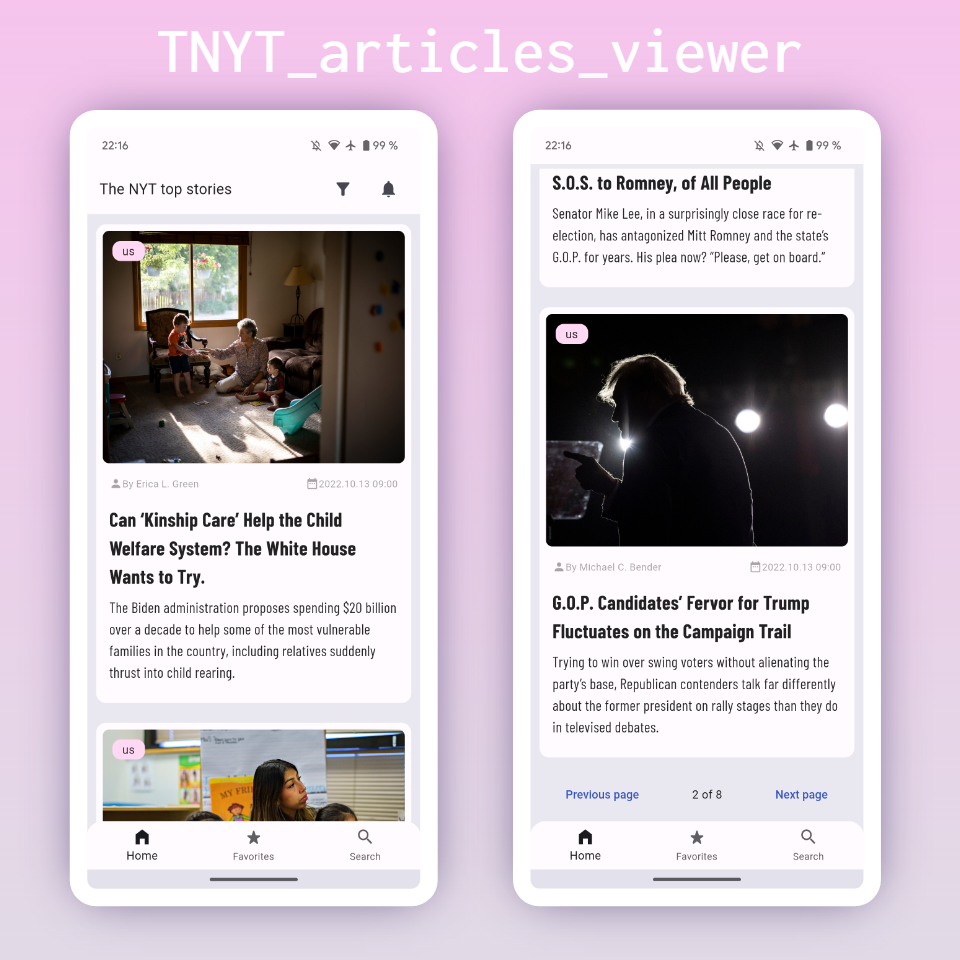 TNYT_articles_viewer
22:16
99 %
The NYT top stories
us
By Erica L. Green
2022.10.13 09:00
Can ‘Kinship Care’ Help the Child
Welfare System? The White House
Wants to Try.
The Biden administration proposes spending $20 billion
over a decade to help some of the most vulnerable
families in the country, including relatives suddenly
thrust into child rearing.
us
MY FRI
Home
Favorites
Search
22:16
99 %
S.O.S. to Romney, of All People
Senator Mike Lee, in a surprisingly close race for re-
election, has antagonized Mitt Romney and the state’s
G.O.P. for years. His plea now? “Please, get on board.”
us
By Michael C. Bender
2022.10.13 09:00
G.O.P. Candidates’ Fervor for Trump
Fluctuates on the Campaign Trail
Trying to win over swing voters without alienating the
party’s base, Republican contenders talk far differently
about the former president on rally stages than they do
in televised debates.
Previous page
2 of 8
Next page
Home
Favorites
Search